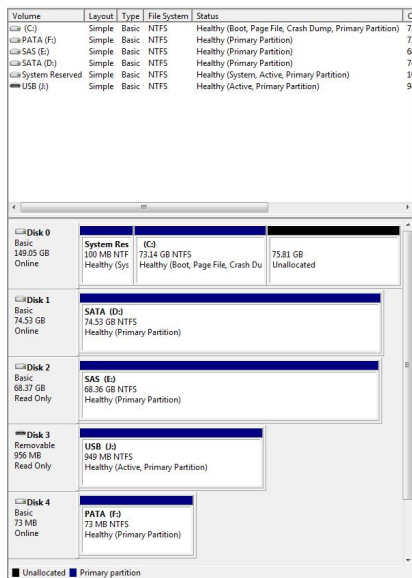 Volume Layout Type File System Status C
(C:) Simple Basic NTFS Healthy (Boot, Page File, Crash Dump, Primary Partition) 7
PATA (F:) Simple Basic NTFS Healthy (Primary Partition) 7
SAS (E:) Simple Basic NTFS Healthy (Primary Partition) 6
SATA (D:) Simple Basic NTFS Healthy (Primary Partition) 7
System Reserved Simple Basic NTFS Healthy (System, Active, Primary Partition) 1
USB (J:) Simple Basic NTFS Healthy (Active, Primary Partition) 9
Disk 0
Basic
149.05 GB
Online
System Res
100 MB NTF
Healthy (Sys
(C:)
73.14 GB NTFS
Healthy (Boot, Page File, Crash Du
75.81 GB
Unallocated
Disk 1
Basic
74.53 GB
Online
SATA (D:)
74.53 GB NTFS
Healthy (Primary Partition)
Disk 2
Basic
68.37 GB
Read Only
SAS (E:)
68.36 GB NTFS
Healthy (Primary Partition)
Disk 3
Removable
956 MB
Read Only
USB (J:)
949 MB NTFS
Healthy (Active, Primary Partition)
Disk 4
Basic
73 MB
Online
PATA (F:)
73 MB NTFS
Healthy (Primary Partition)
Unallocated Primary partition